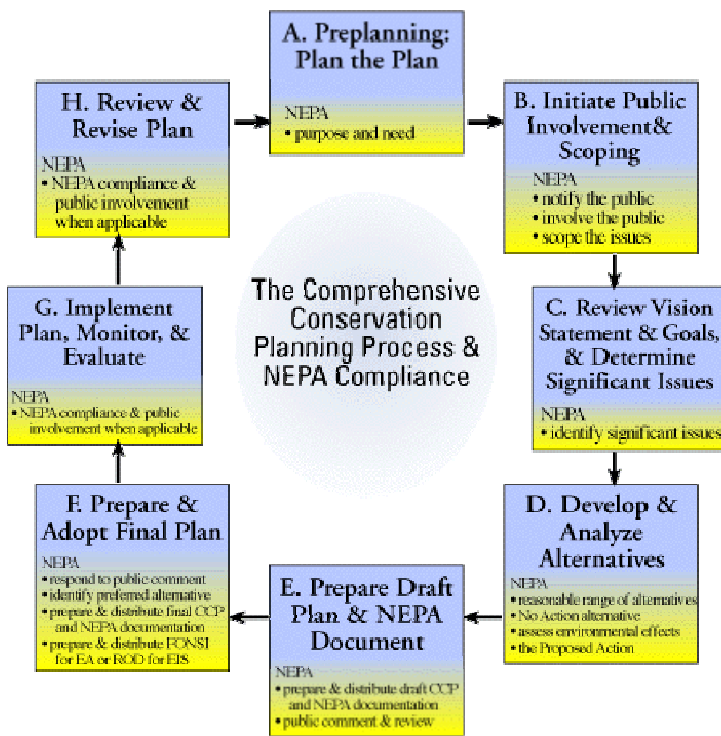 A. Preplanning:
Plan the Plan
NEPA
• purpose and need
B. Initiate Public
Involvement&
Scoping
NEPA
• notify the public
• involve the public
• scope the issues
C. Review Vision
Statement & Goals,
& Determine
Significant Issues
NEPA
• identify significant issues
D. Develop &
Analyze
Alternatives
NEPA
• reasonable range of alternatives
• No Action alternative
• assess environmental effects
• the Proposed Action
E. Prepare Draft
Plan & NEPA
Document
NEPA
• prepare & distribute draft CCP
and NEPA documentation
• public comment & review
F. Prepare &
Adopt Final Plan
NEPA
• respond to public comment
• identify preferred alternative
• prepare & distribute final CCP
and NEPA documentation
• prepare & distribute FONSI
for EA or ROD for EIS
G. Implement
Plan, Monitor, &
Evaluate
NEPA
• NEPA compliance & public
involvement when applicable
H. Review &
Revise Plan
NEPA
• NEPA compliance &
public involvement
when applicable
The Comprehensive
Conservation
Planning Process &
NEPA Compliance